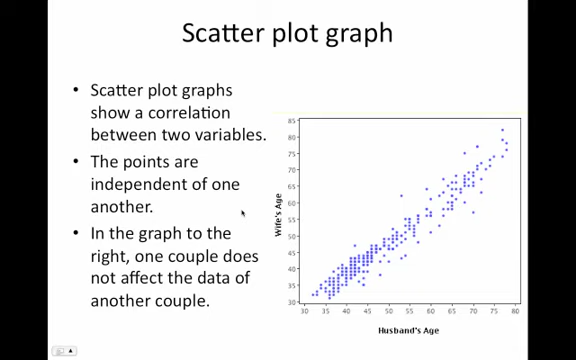 Scatter plot graph
• Scatter plot graphs
show a correlation
between two variables.
• The points are
independent of one
another.
• In the graph to the
right, one couple does
not affect the data of
another couple.
85
80
75
70
65
60
55
50
45
40
35
30
Wife's Age
30 35 40 45 50 55 60 65 70 75 80
Husband's Age